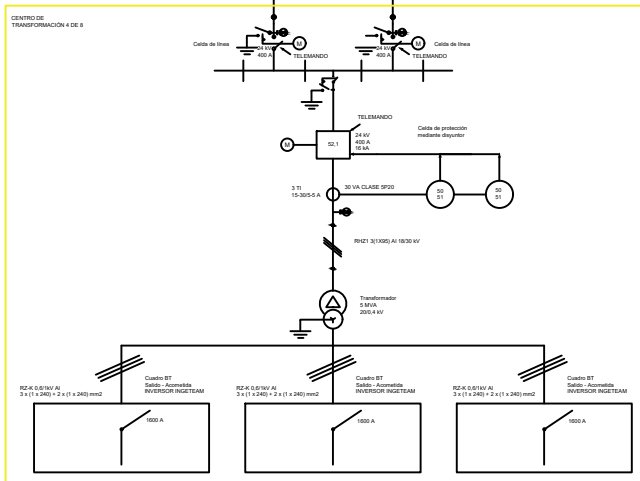 CENTRO DE
TRANSFORMACIÓN 4 DE 8
Celda de línea
M
24 kV
400 A
TELEMANDO
Celda de línea
M
24 kV
400 A
TELEMANDO
TELEMANDO
M
52,1
24 kV
400 A
16 kA
Celda de protección
mediante disyuntor
3 TI
15-30/5-5 A
30 VA CLASE 5P20
50
51
50
51
RHZ1 3(1X95) Al 18/30 kV
Transformador
5 MVA
20/0,4 kV
RZ-K 0,6/1kV Al
3 x (1 x 240) + 2 x (1 x 240) mm2
Cuadro BT
Salido - Acometida
INVERSOR INGETEAM
1600 A
RZ-K 0,6/1kV Al
3 x (1 x 240) + 2 x (1 x 240) mm2
Cuadro BT
Salido - Acometida
INVERSOR INGETEAM
1600 A
RZ-K 0,6/1kV Al
3 x (1 x 240) + 2 x (1 x 240) mm2
Cuadro BT
Salido - Acometida
INVERSOR INGETEAM
1600 A